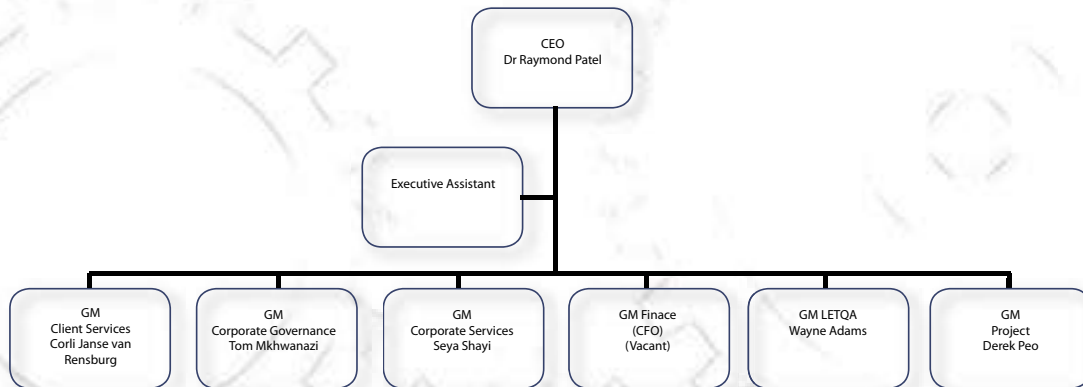 CEO
Dr Raymond Patel
Executive Assistant
GM
Client Services
Corli Janse van
Rensburg
GM
Corporate Governance
Tom Mkhwanazi
GM
Corporate Services
Seya Shayi
GM Finace
(CFO)
(Vacant)
GM LETQA
Wayne Adams
GM
Project
Derek Peo